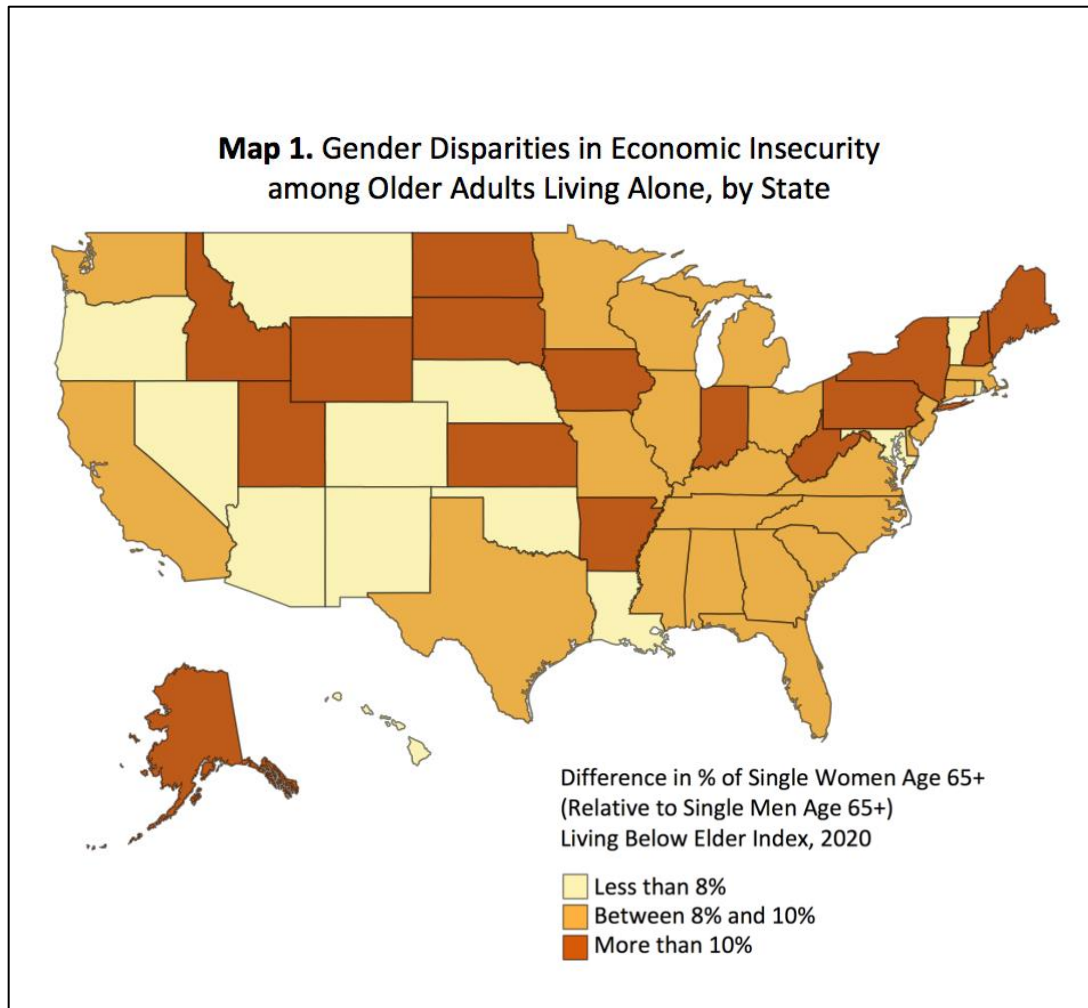 Map 1. Gender Disparities in Economic Insecurity
among Older Adults Living Alone, by State
Difference in % of Single Women Age 65+
(Relative to Single Men Age 65+)
Living Below Elder Index, 2020
Less than 8%
Between 8% and 10%
More than 10%